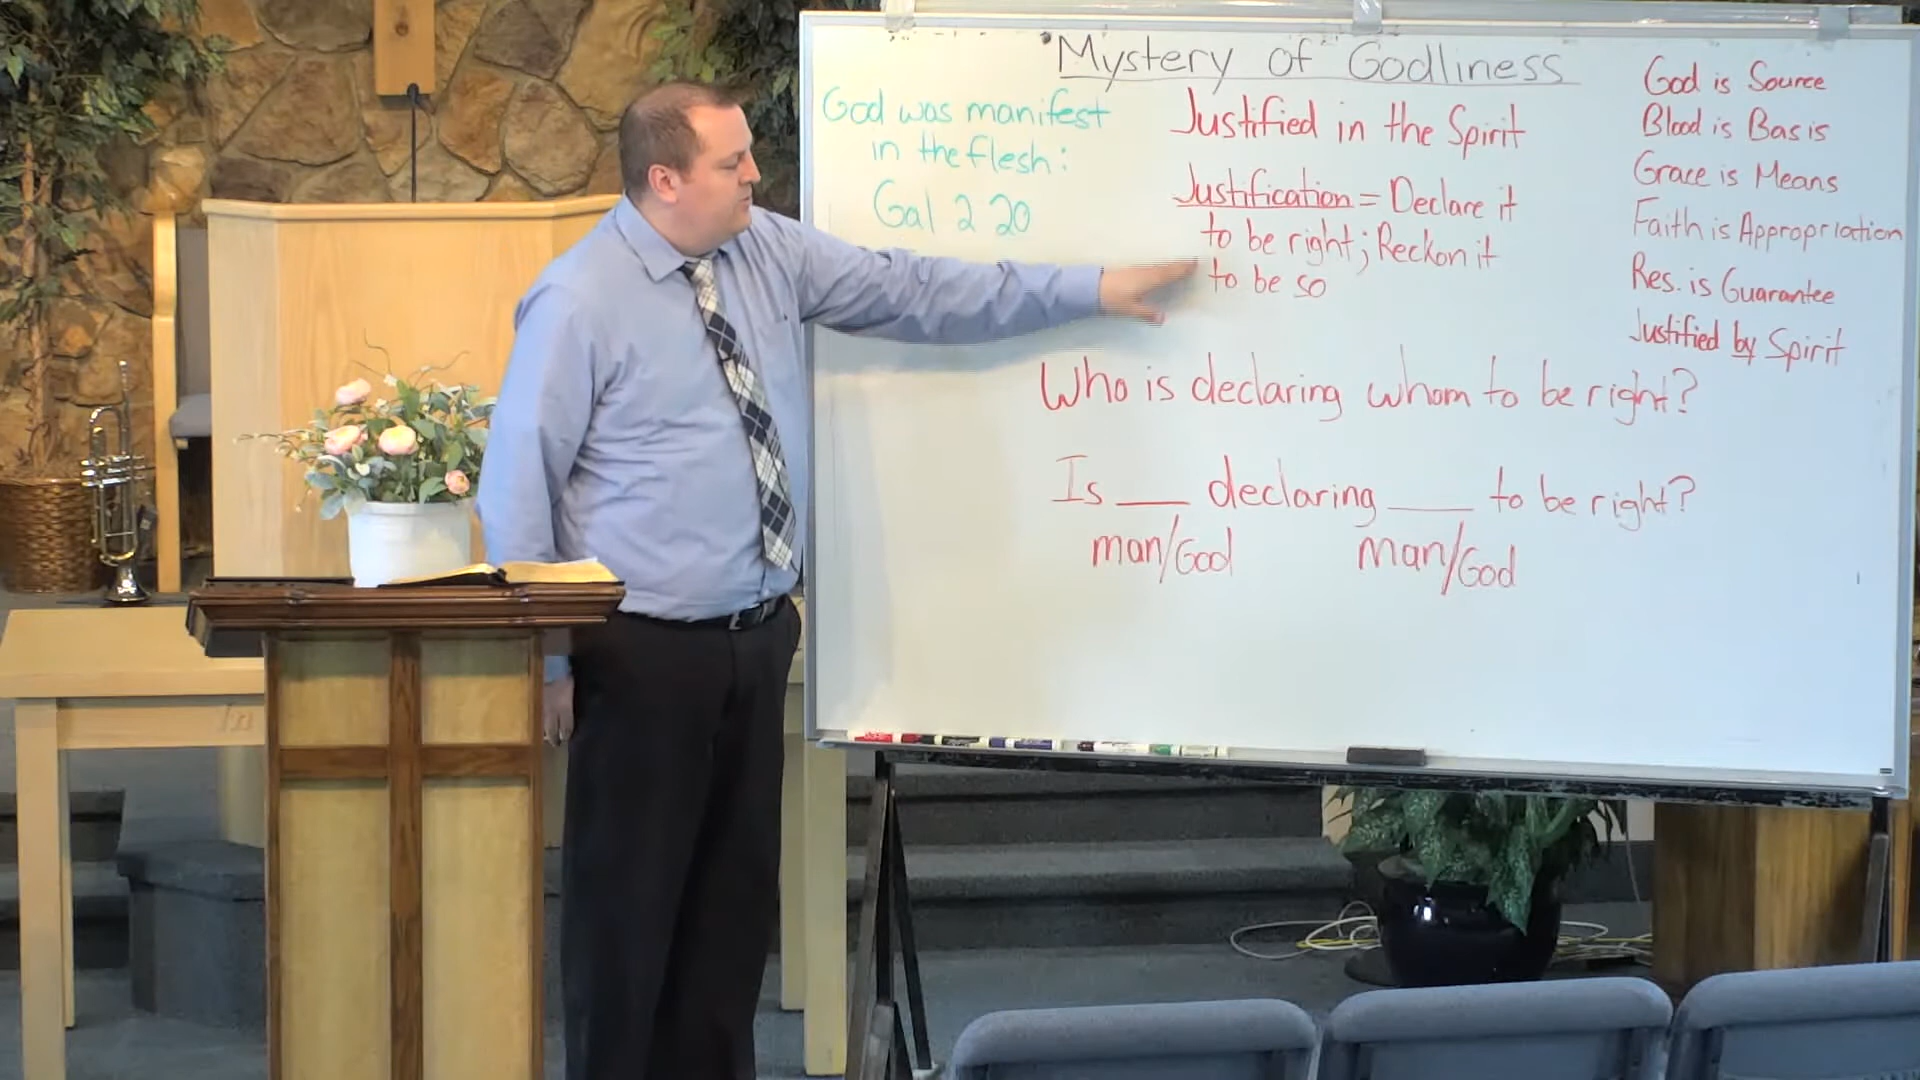 Mystery of Godliness
God was manifest
in the flesh:
Gal 2 20
Justified in the Spirit
Justification = Declare it
to be right; Reckon it
to be so
God is Source
Blood is Basis
Grace is Means
Faith is Appropriation
Res. is Guarantee
Justified by Spirit
Who is declaring whom to be right?
Is ___ declaring ___ to be right?
man/God man/God